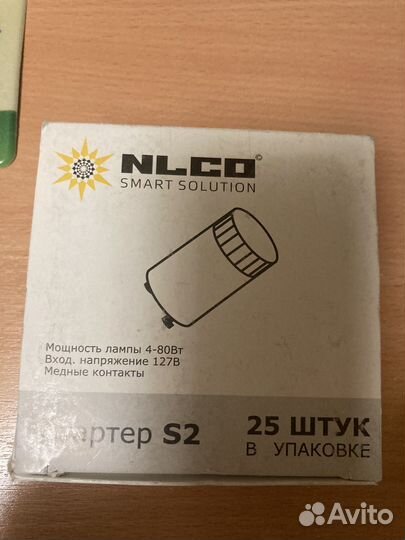 NLCO©
SMART SOLUTION
Мощность лампы 4-80Вт
Вход. напряжение 127В
Медные контакты
S2
25 ШТУК
В УПАКОВКЕ
Avito